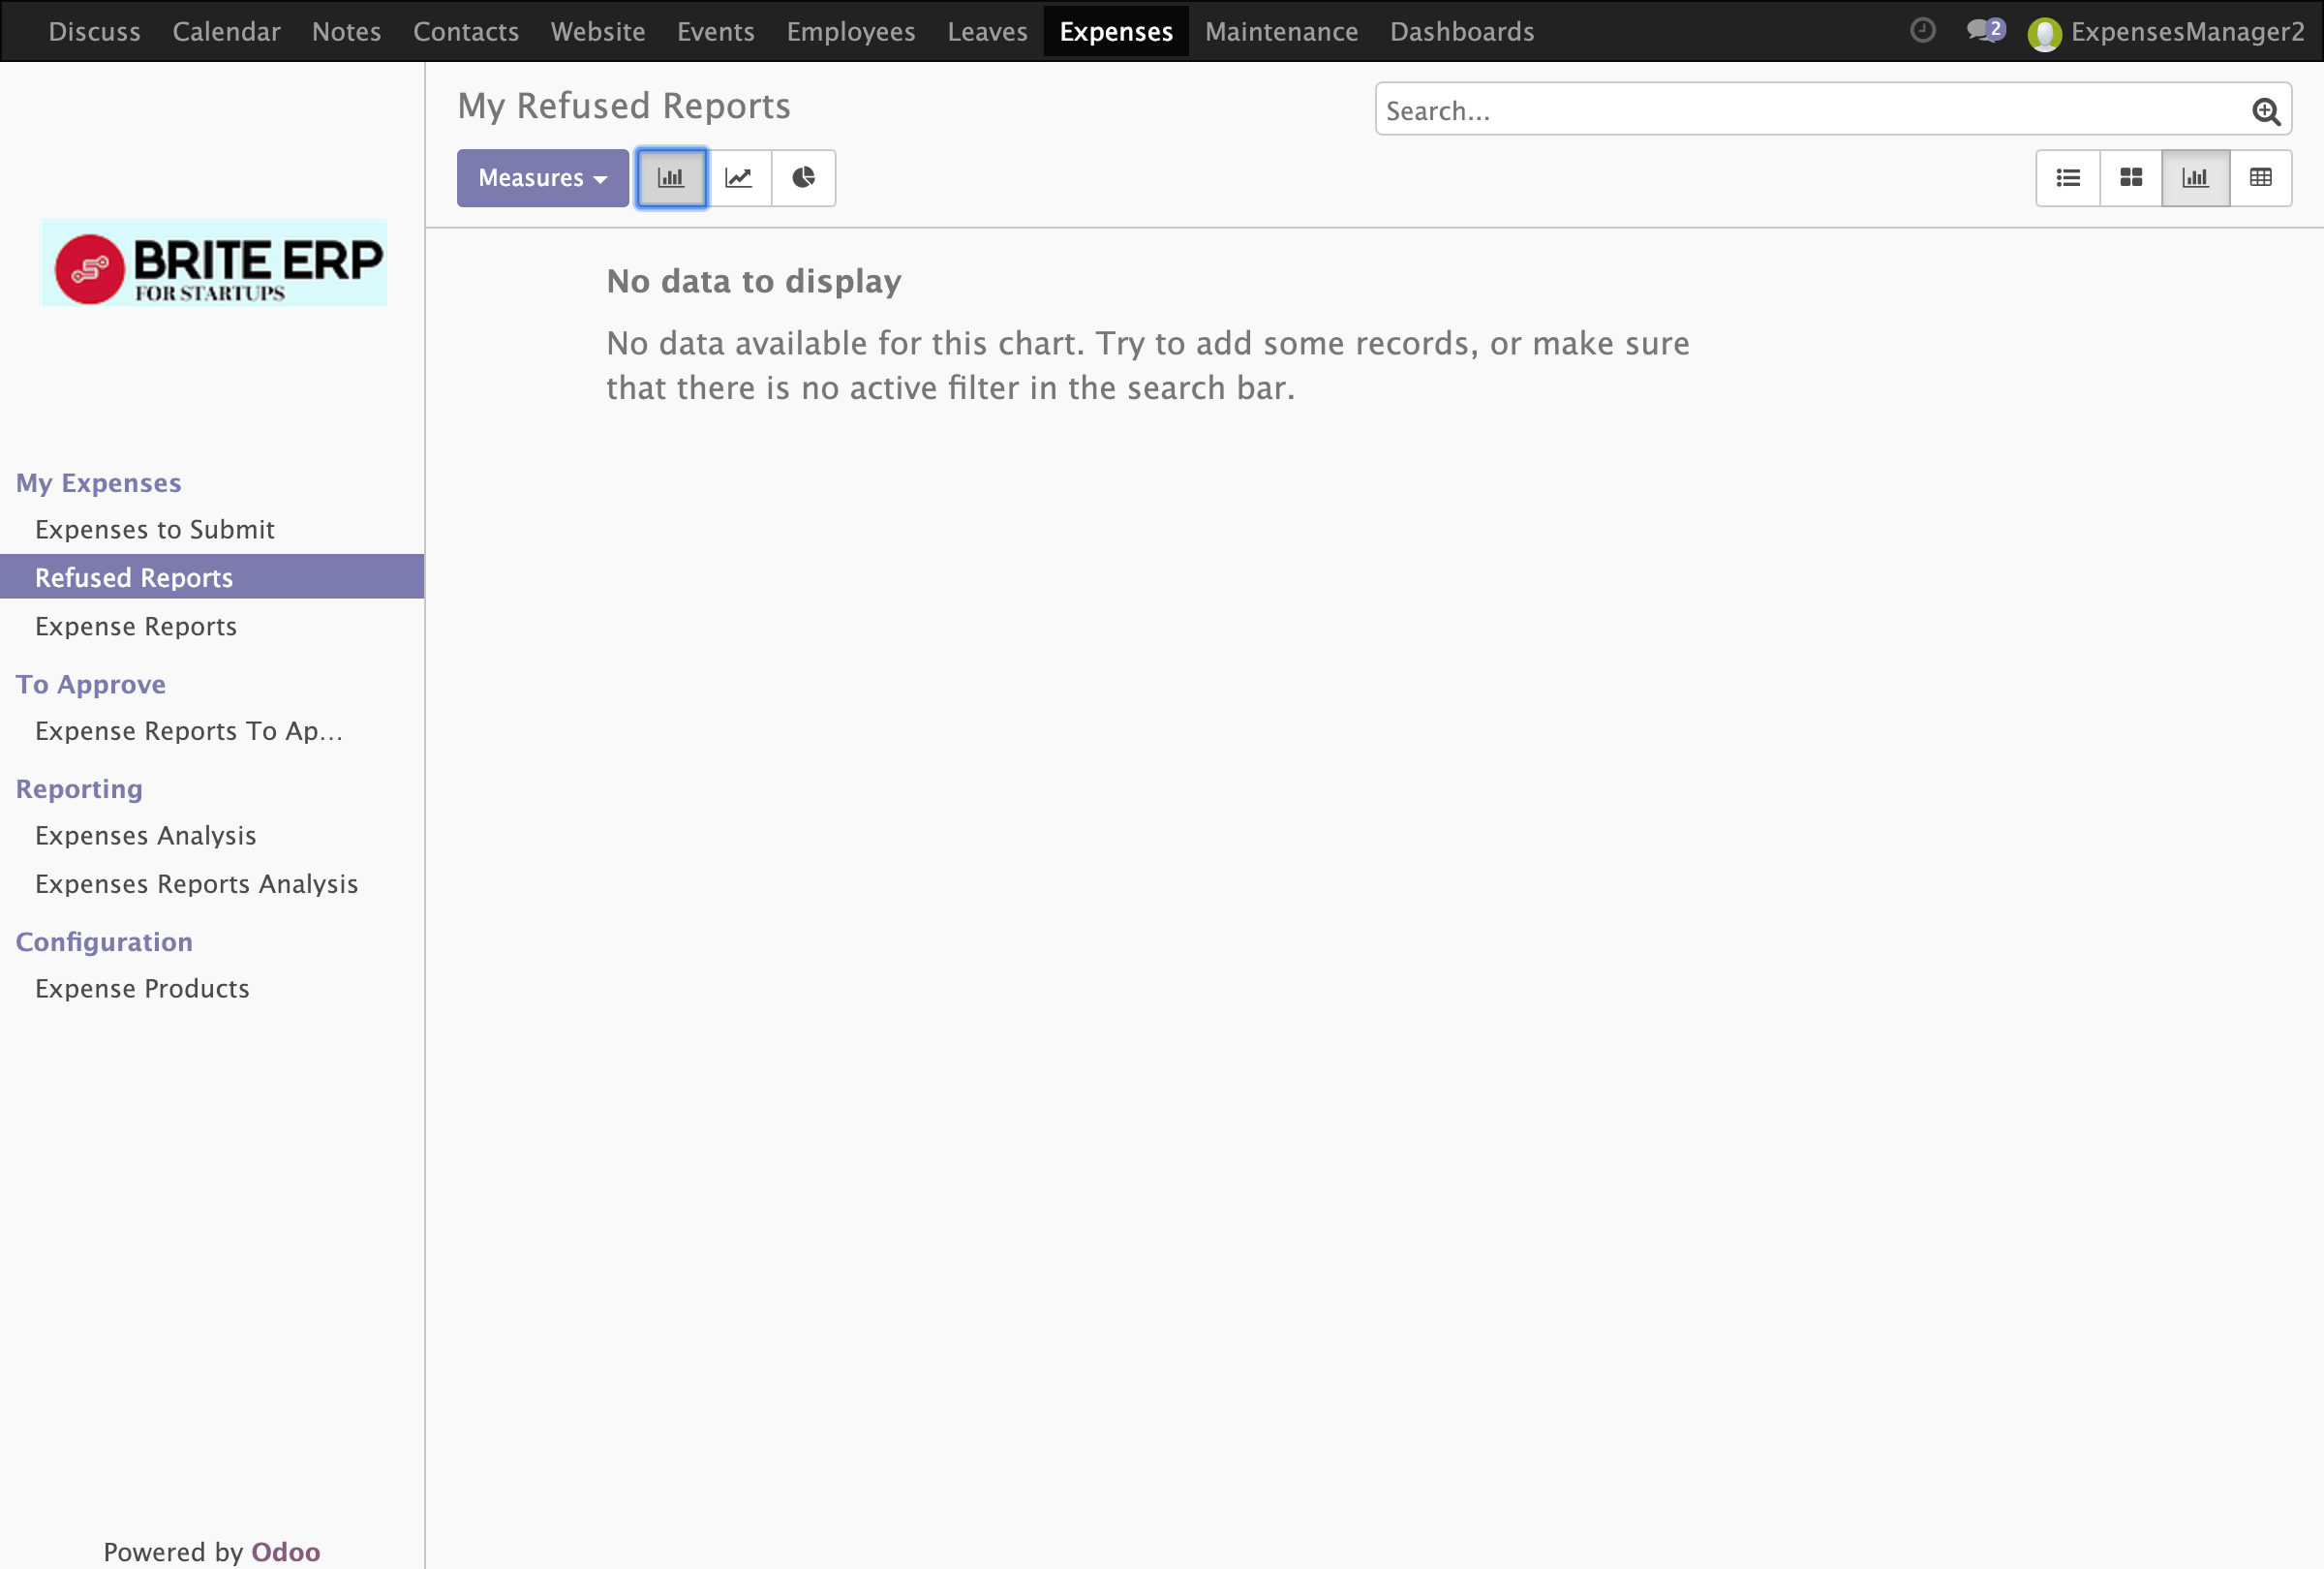 Discuss Calendar Notes Contacts Website Events Employees Leaves Expenses Maintenance Dashboards 2 ExpensesManager2
My Refused Reports
Search...
Measures
BRITE ERP
FOR STARTUPS
No data to display
No data available for this chart. Try to add some records, or make sure
that there is no active filter in the search bar.
My Expenses
Expenses to Submit
Refused Reports
Expense Reports
To Approve
Expense Reports To Ap...
Reporting
Expenses Analysis
Expenses Reports Analysis
Configuration
Expense Products
Powered by Odoo